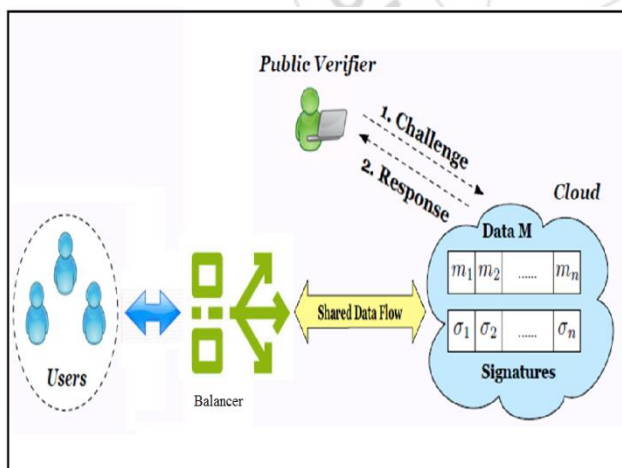 Public Verifier
1. Challenge
2. Response
Cloud
Data M
m₁ m₂ ...... mₙ
Shared Data Flow
σ₁ σ₂ ...... σₙ
Signatures
Users
Balancer